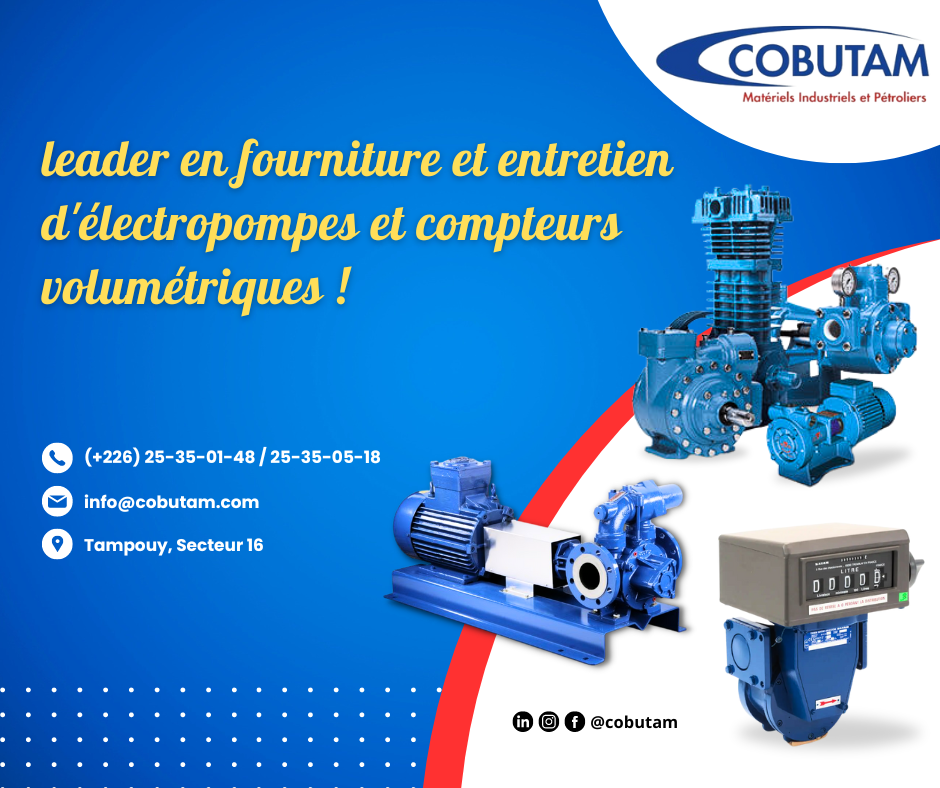 COBUTAM
Matériels Industriels et Pétroliers
leader en fourniture et entretien
d'électropompes et compteurs
volumétriques !
(+226) 25-35-01-48 / 25-35-05-18
info@cobutam.com
Tampouy, Secteur 16
LITRE
@cobutam